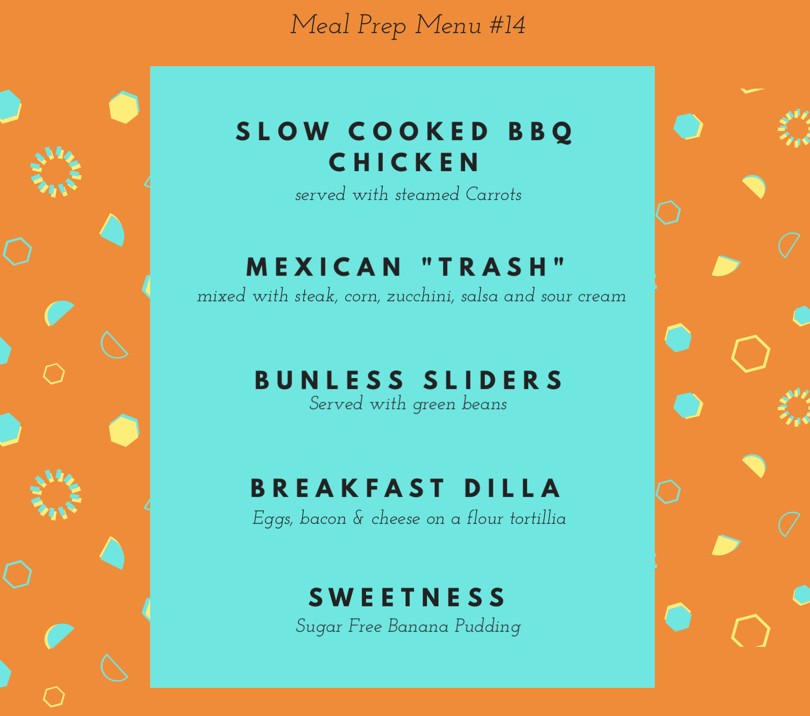 Meal Prep Menu #14
SLOW COOKED BBQ
CHICKEN
served with steamed Carrots
MEXICAN "TRASH"
mixed with steak, corn, zucchini, salsa and sour cream
BUNLESS SLIDERS
Served with green beans
BREAKFAST DILLA
Eggs, bacon & cheese on a flour tortillia
SWEETNESS
Sugar Free Banana Pudding